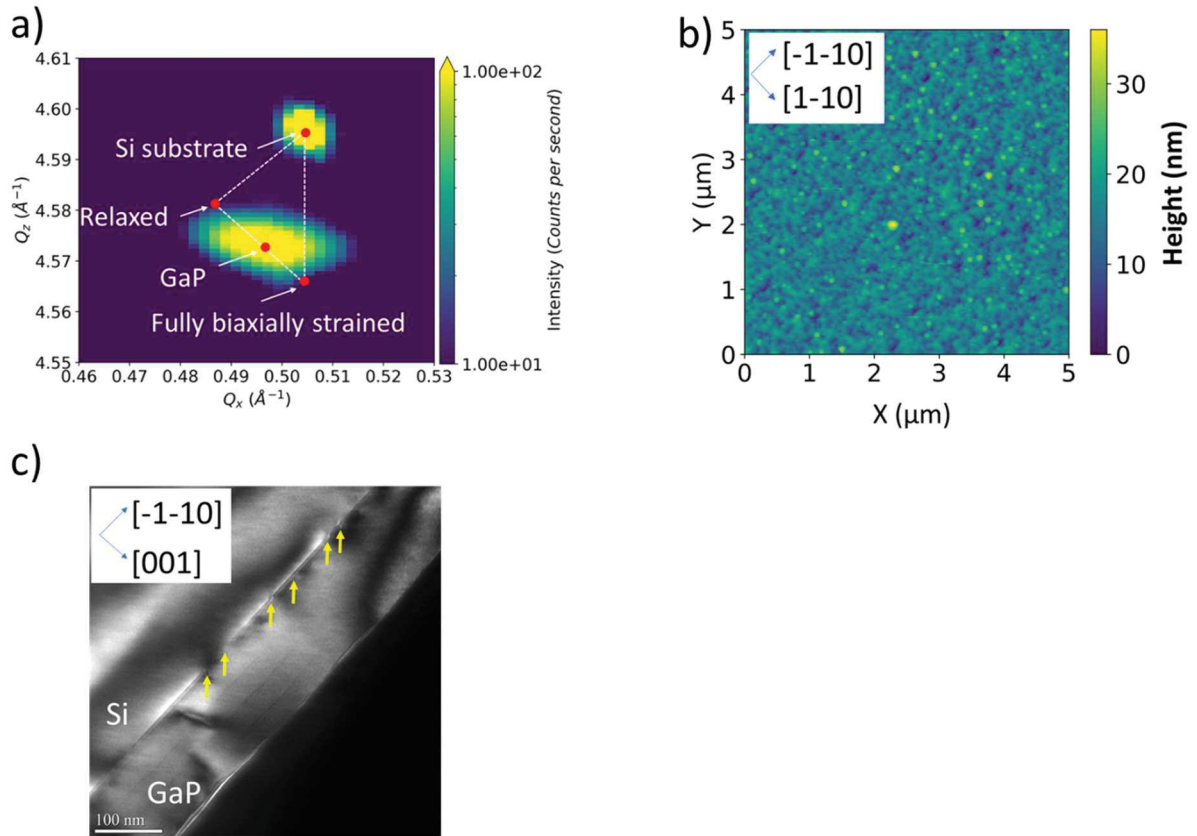 a)
4.61
4.60
4.59
4.58
4.57
4.56
4.55
Qz (Å⁻¹)
0.46 0.47 0.48 0.49 0.50 0.51 0.52 0.53
Qx (Å⁻¹)
Si substrate
Relaxed
GaP
Fully biaxially strained
1.00e+02
1.00e+01
Intensity (Counts per second)
b)
[-1-10]
[1-10]
5
4
3
2
1
0
Y (μm)
0 1 2 3 4 5
X (μm)
30
20
10
0
Height (nm)
c)
[-1-10]
[001]
Si
GaP
100 nm